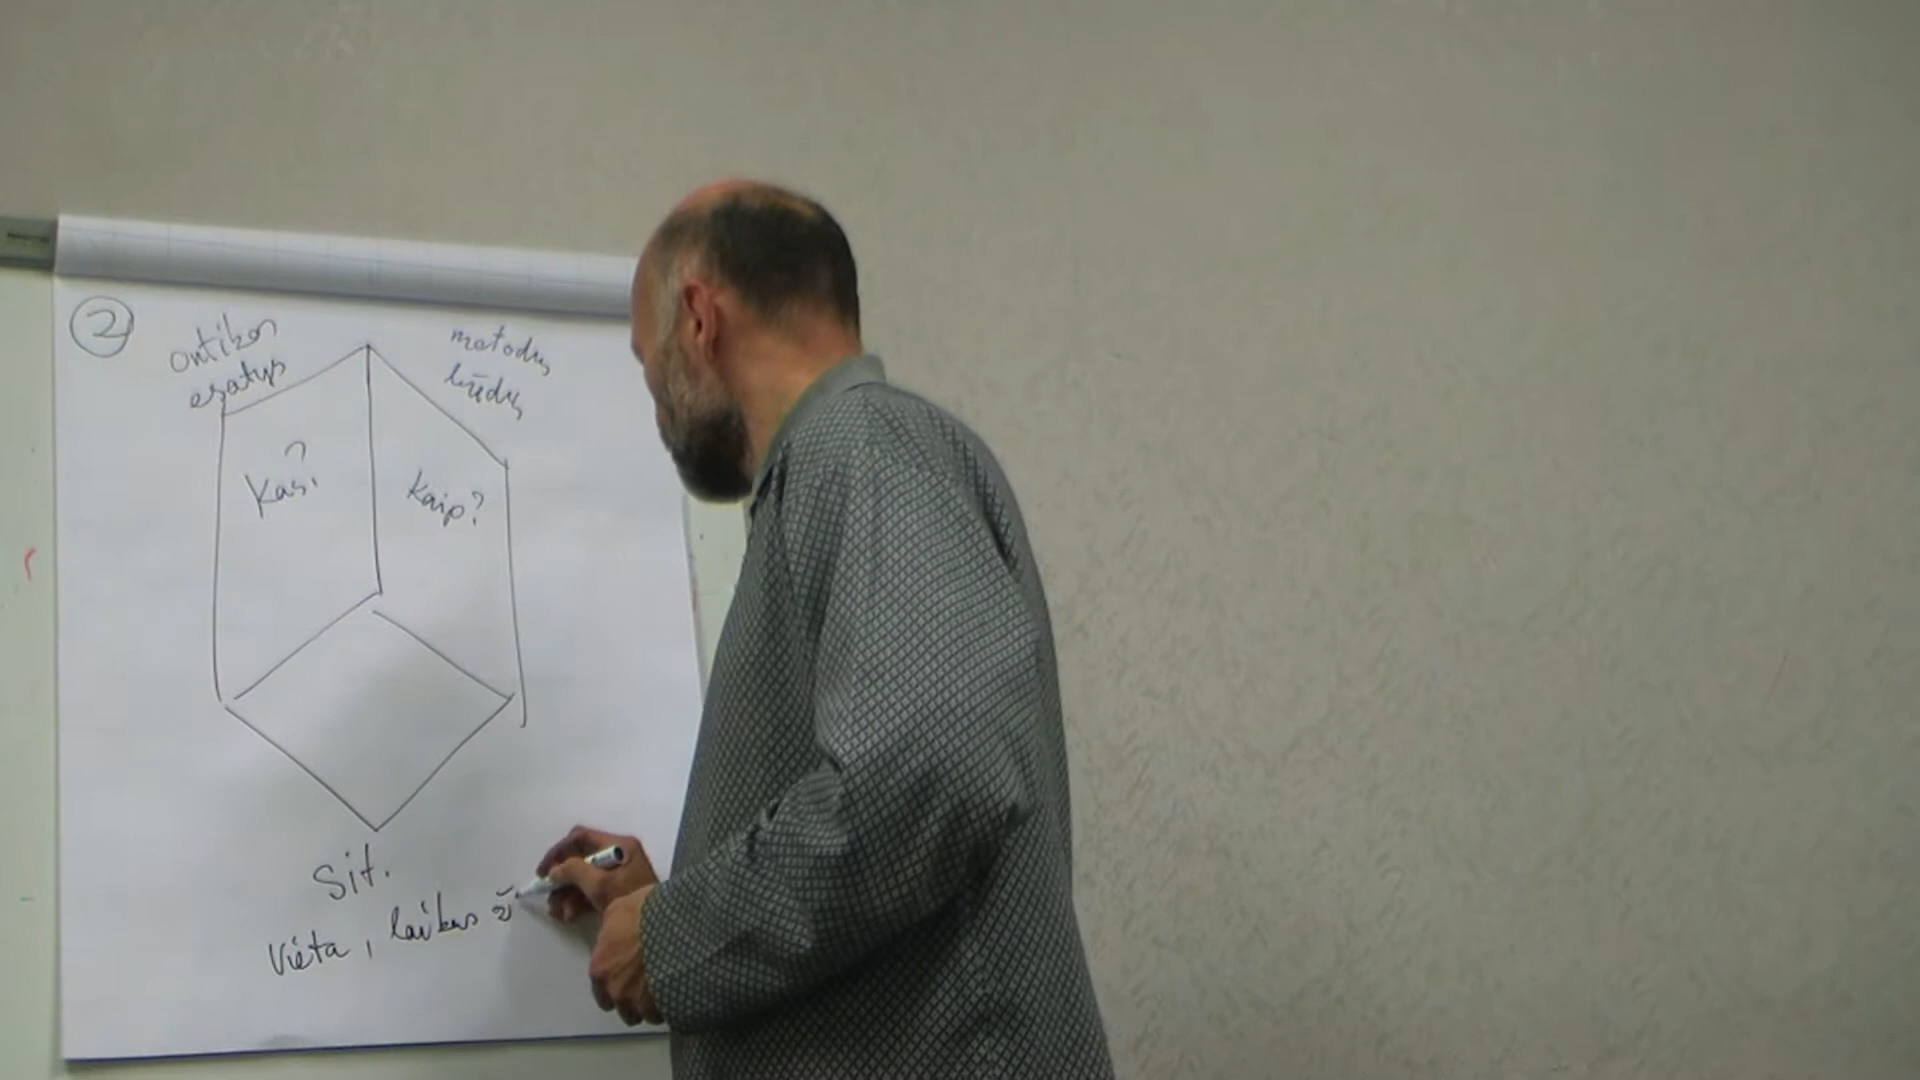 2
ontikos
esatys
metodų
būdų
Kas?
Kaip?
Sit.
Vieta, laikas ž